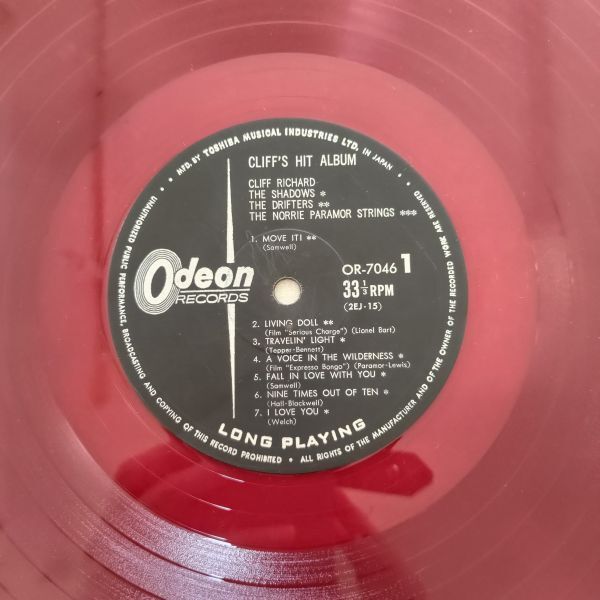 MFD. BY TOSHIBA MUSICAL INDUSTRIES LTD. IN JAPAN
CLIFF'S HIT ALBUM
CLIFF RICHARD
THE SHADOWS *
THE DRIFTERS **
THE NORRIE PARAMOR STRINGS ***
1. MOVE IT! **
(Samwell)
Odeon
RECORDS
OR-7046 1
33⅓ RPM
(2EJ-15)
2. LIVING DOLL **
(Film "Serious Charge") (Lionel Bart)
3. TRAVELIN' LIGHT *
(Tepper-Bennett)
4. A VOICE IN THE WILDERNESS *
(Film "Expresso Bongo") (Paramor-Lewis)
5. FALL IN LOVE WITH YOU *
(Samwell)
6. NINE TIMES OUT OF TEN *
(Hall-Blackwell)
7. I LOVE YOU *
(Welch)
LONG PLAYING
UNAUTHORIZED PUBLIC PERFORMANCE, BROADCASTING AND COPYING OF THIS RECORD PROHIBITED • ALL RIGHTS OF THE MANUFACTURER AND OF THE OWNER OF THE RECORDED WORK ARE RESERVED